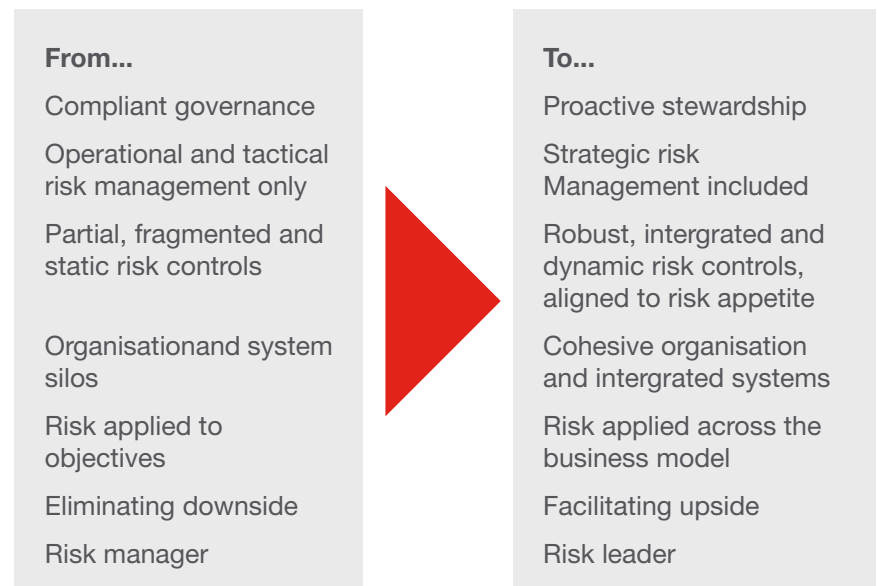 From...
Compliant governance
Operational and tactical
risk management only
Partial, fragmented and
static risk controls
Organisationand system
silos
Risk applied to
objectives
Eliminating downside
Risk manager
To...
Proactive stewardship
Strategic risk
Management included
Robust, intergrated and
dynamic risk controls,
aligned to risk appetite
Cohesive organisation
and intergrated systems
Risk applied across the
business model
Facilitating upside
Risk leader